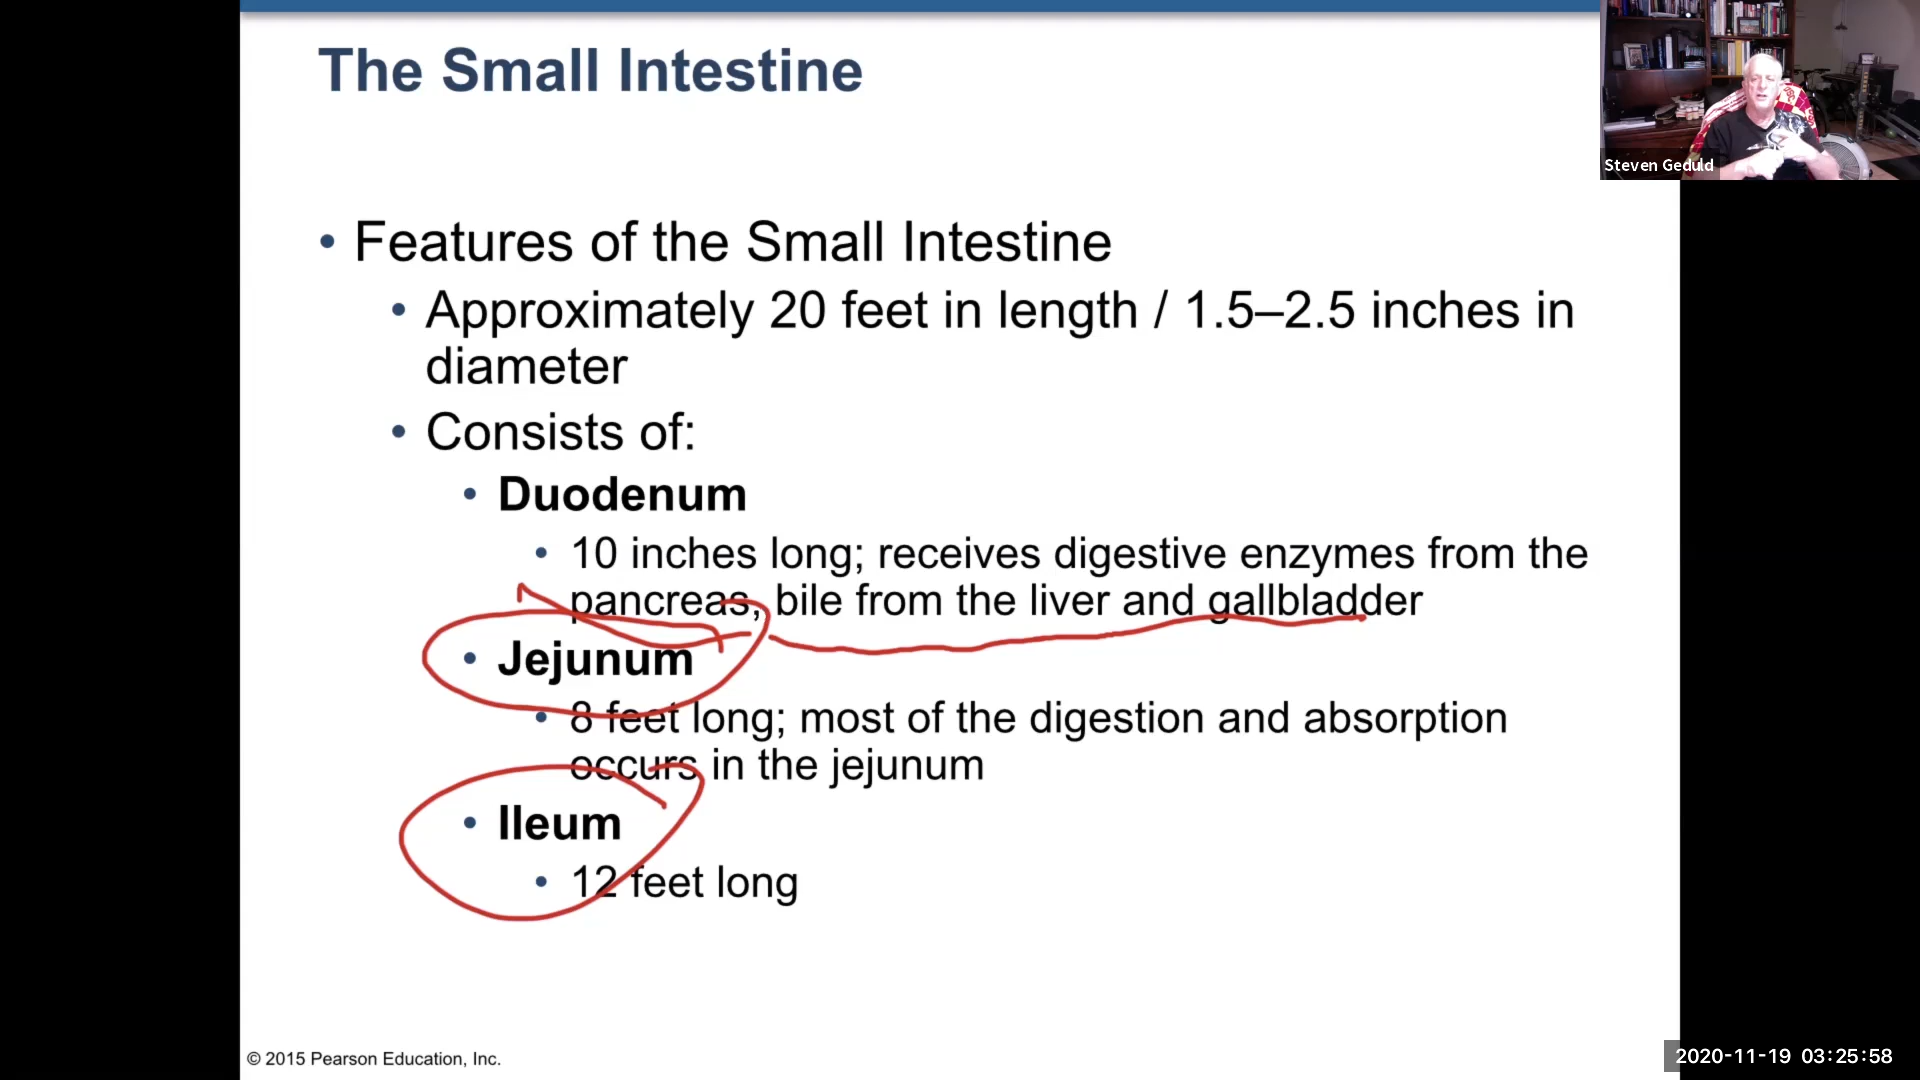 The Small Intestine
Steven Geduld
• Features of the Small Intestine
• Approximately 20 feet in length / 1.5–2.5 inches in
diameter
• Consists of:
• Duodenum
• 10 inches long; receives digestive enzymes from the
pancreas, bile from the liver and gallbladder
• Jejunum
• 8 feet long; most of the digestion and absorption
occurs in the jejunum
• Ileum
• 12 feet long
© 2015 Pearson Education, Inc.
2020-11-19 03:25:58